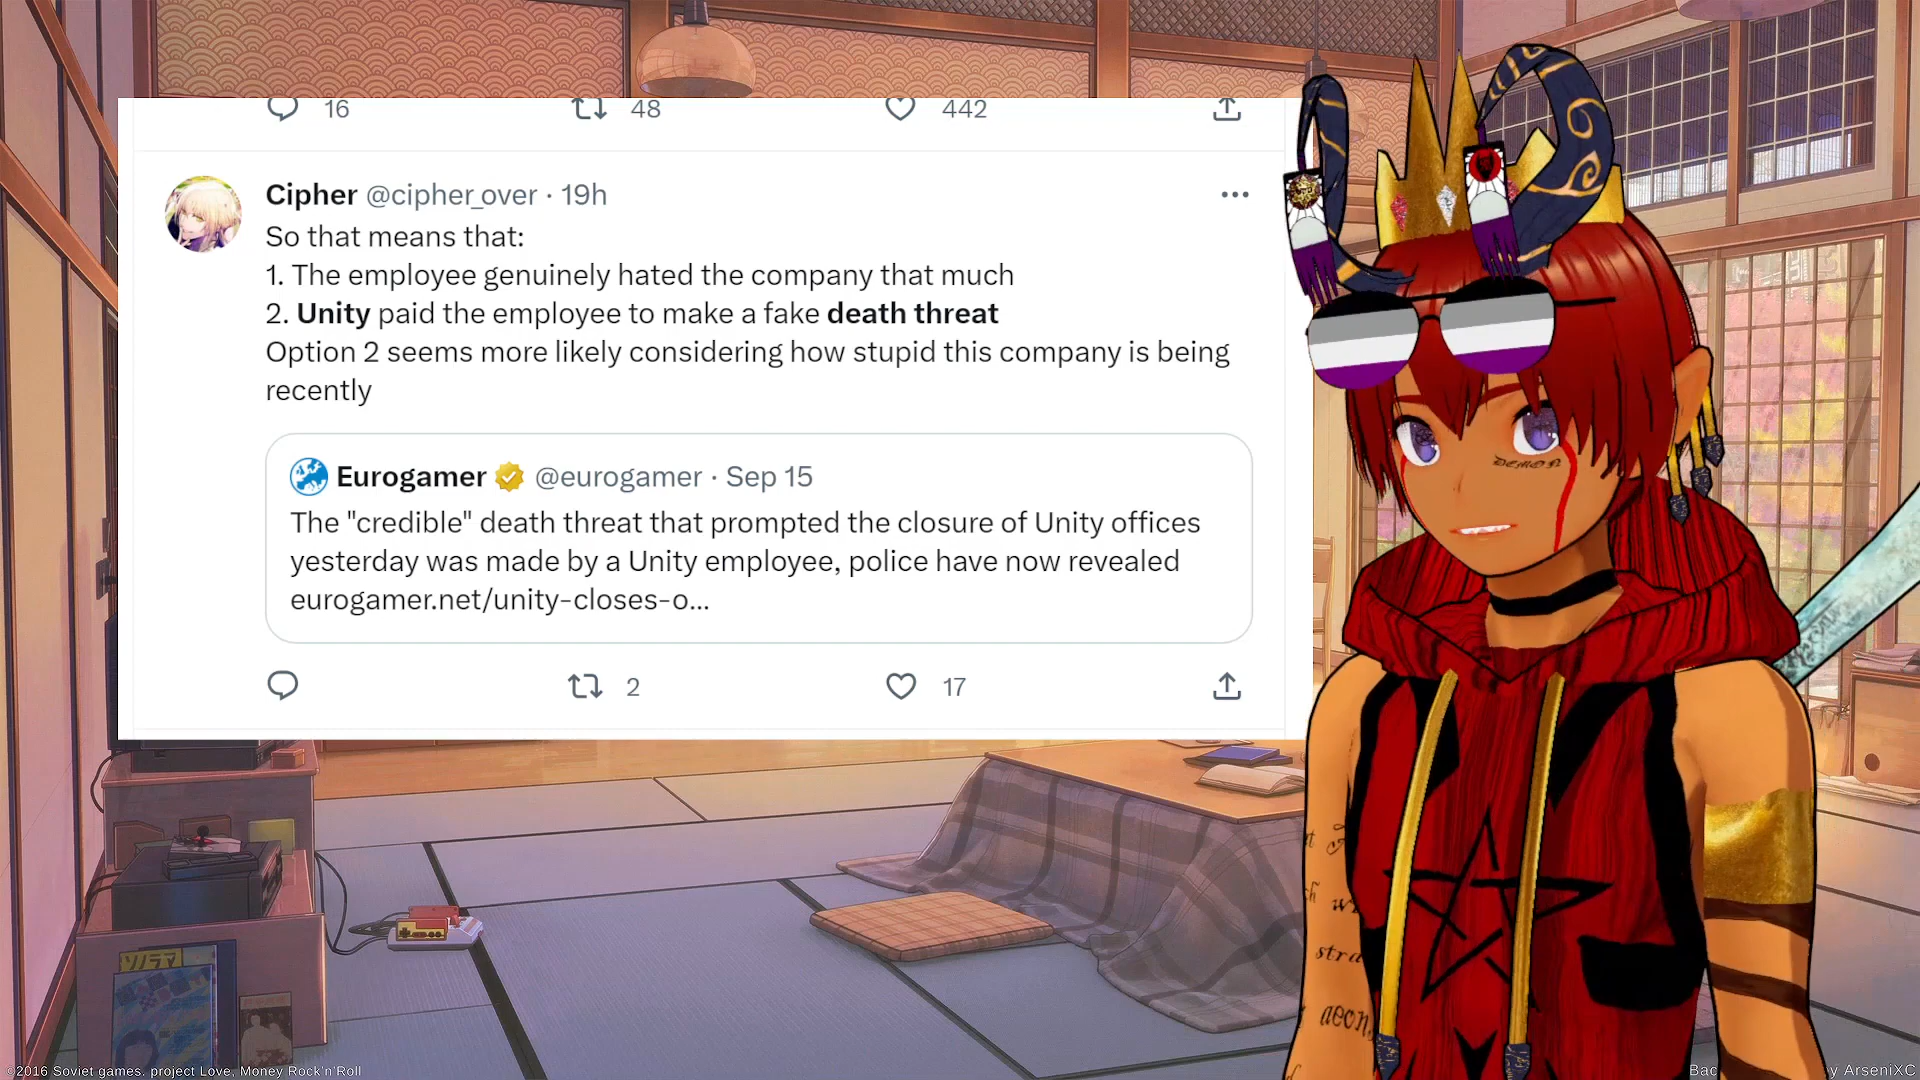 16 48 442
Cipher @cipher_over · 19h
So that means that:
1. The employee genuinely hated the company that much
2. Unity paid the employee to make a fake death threat
Option 2 seems more likely considering how stupid this company is being
recently
Eurogamer @eurogamer · Sep 15
The "credible" death threat that prompted the closure of Unity offices
yesterday was made by a Unity employee, police have now revealed
eurogamer.net/unity-closes-o...
2 17
DEMON
ソノラマ
stra
aeon,
©2016 Soviet games. project Love, Money Rock'n'Roll
Bac y ArseniXC